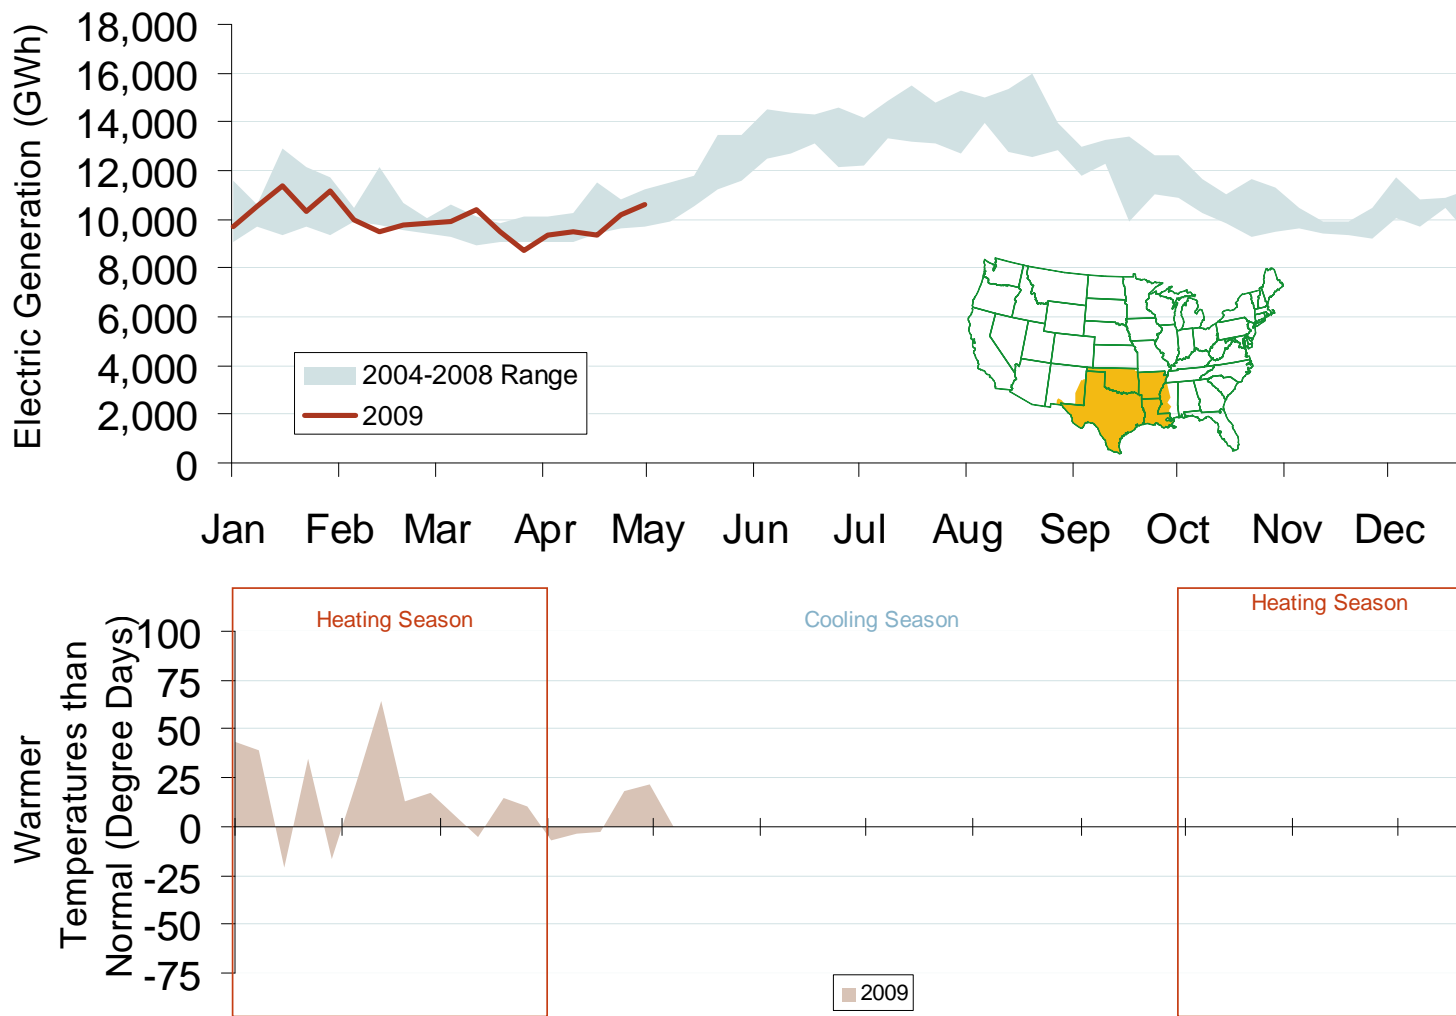 Electric Generation (GWh)
18,000
16,000
14,000
12,000
10,000
8,000
6,000
4,000
2,000
0
2004-2008 Range
2009
Jan Feb Mar Apr May Jun Jul Aug Sep Oct Nov Dec
Warmer
Temperatures than
Normal (Degree Days)
Heating Season
Cooling Season
Heating Season
100
75
50
25
0
-25
-50
-75
2009